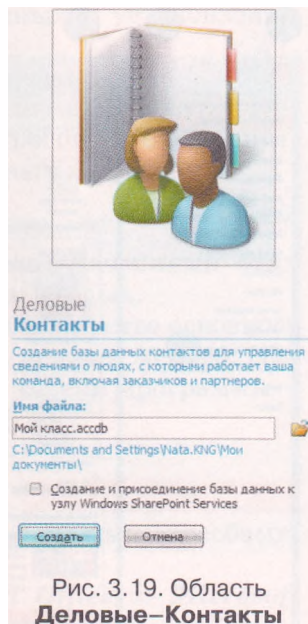 Деловые
Контакты
Создание базы данных контактов для управления
сведениями о людях, с которыми работает ваша
команда, включая заказчиков и партнеров.
Имя файла:
Мой класс.accdb
C:\Documents and Settings\Nata.KNG\Мои
документы\
Создание и присоединение базы данных к
узлу Windows SharePoint Services
Создать Отмена
Рис. 3.19. Область
Деловые–Контакты